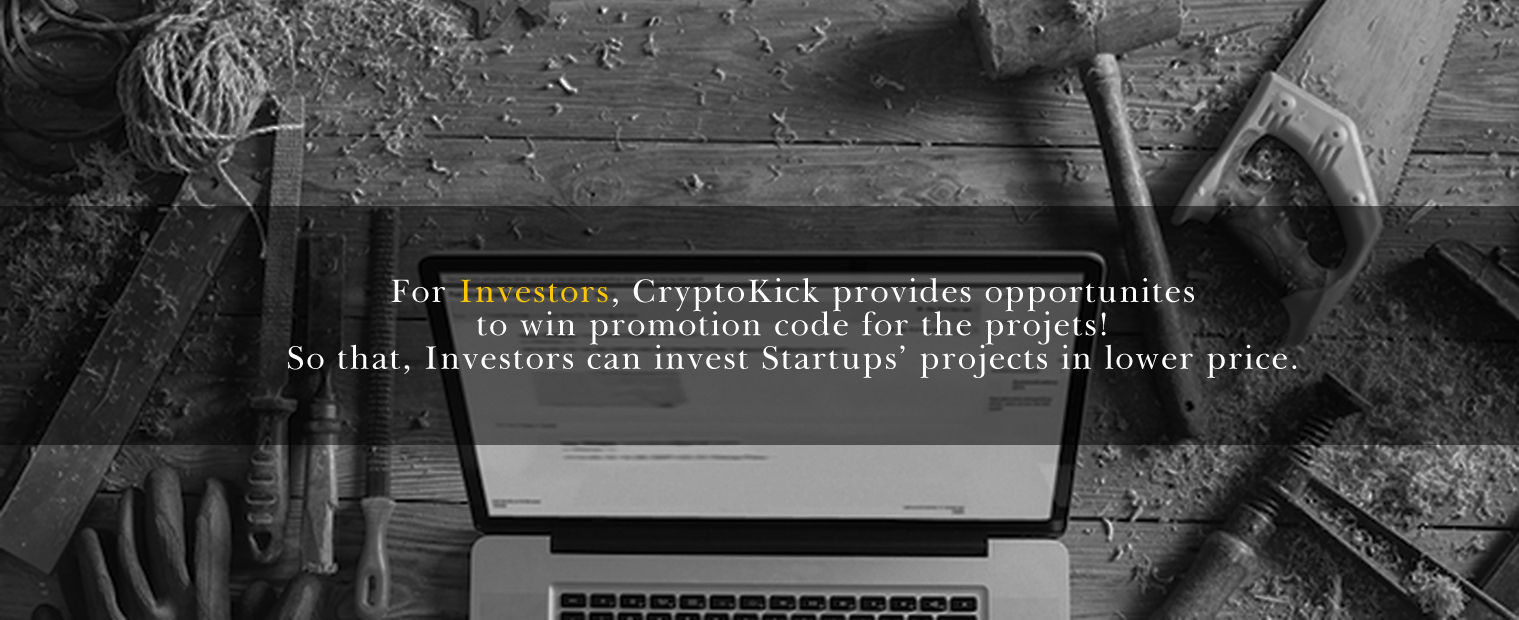 For Investors, CryptoKick provides opportunites
to win promotion code for the projets!
So that, Investors can invest Startups’ projects in lower price.